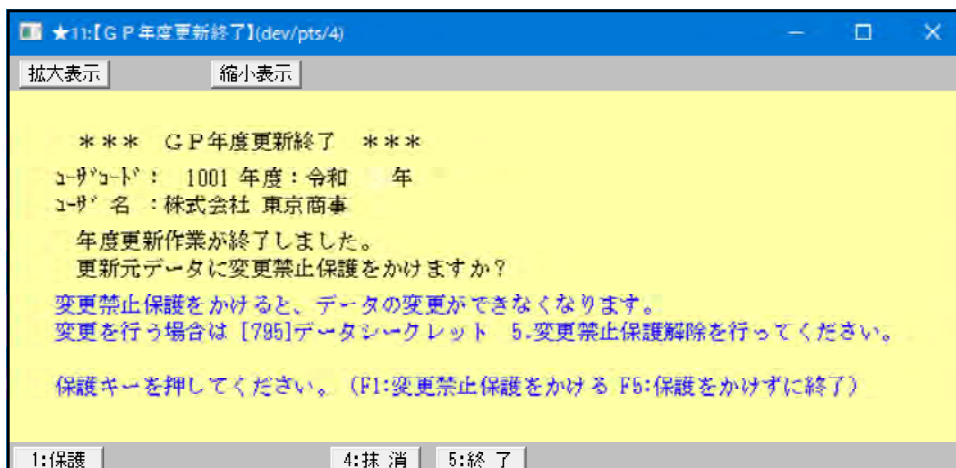 ★11:【ＧＰ年度更新終了】(dev/pts/4)
拡大表示 縮小表示
＊＊＊ ＧＰ年度更新終了 ＊＊＊
ﾕｰｻﾞｺｰﾄﾞ： 1001 年度：令和 年
ﾕｰｻﾞ 名 ：株式会社 東京商事
年度更新作業が終了しました。
更新元データに変更禁止保護をかけますか？
変更禁止保護をかけると、データの変更ができなくなります。
変更を行う場合は [795]データシークレット 5.変更禁止保護解除を行ってください。
保護キーを押してください。（F1:変更禁止保護をかける F5:保護をかけずに終了）
1:保護 4:抹 消 5:終 了